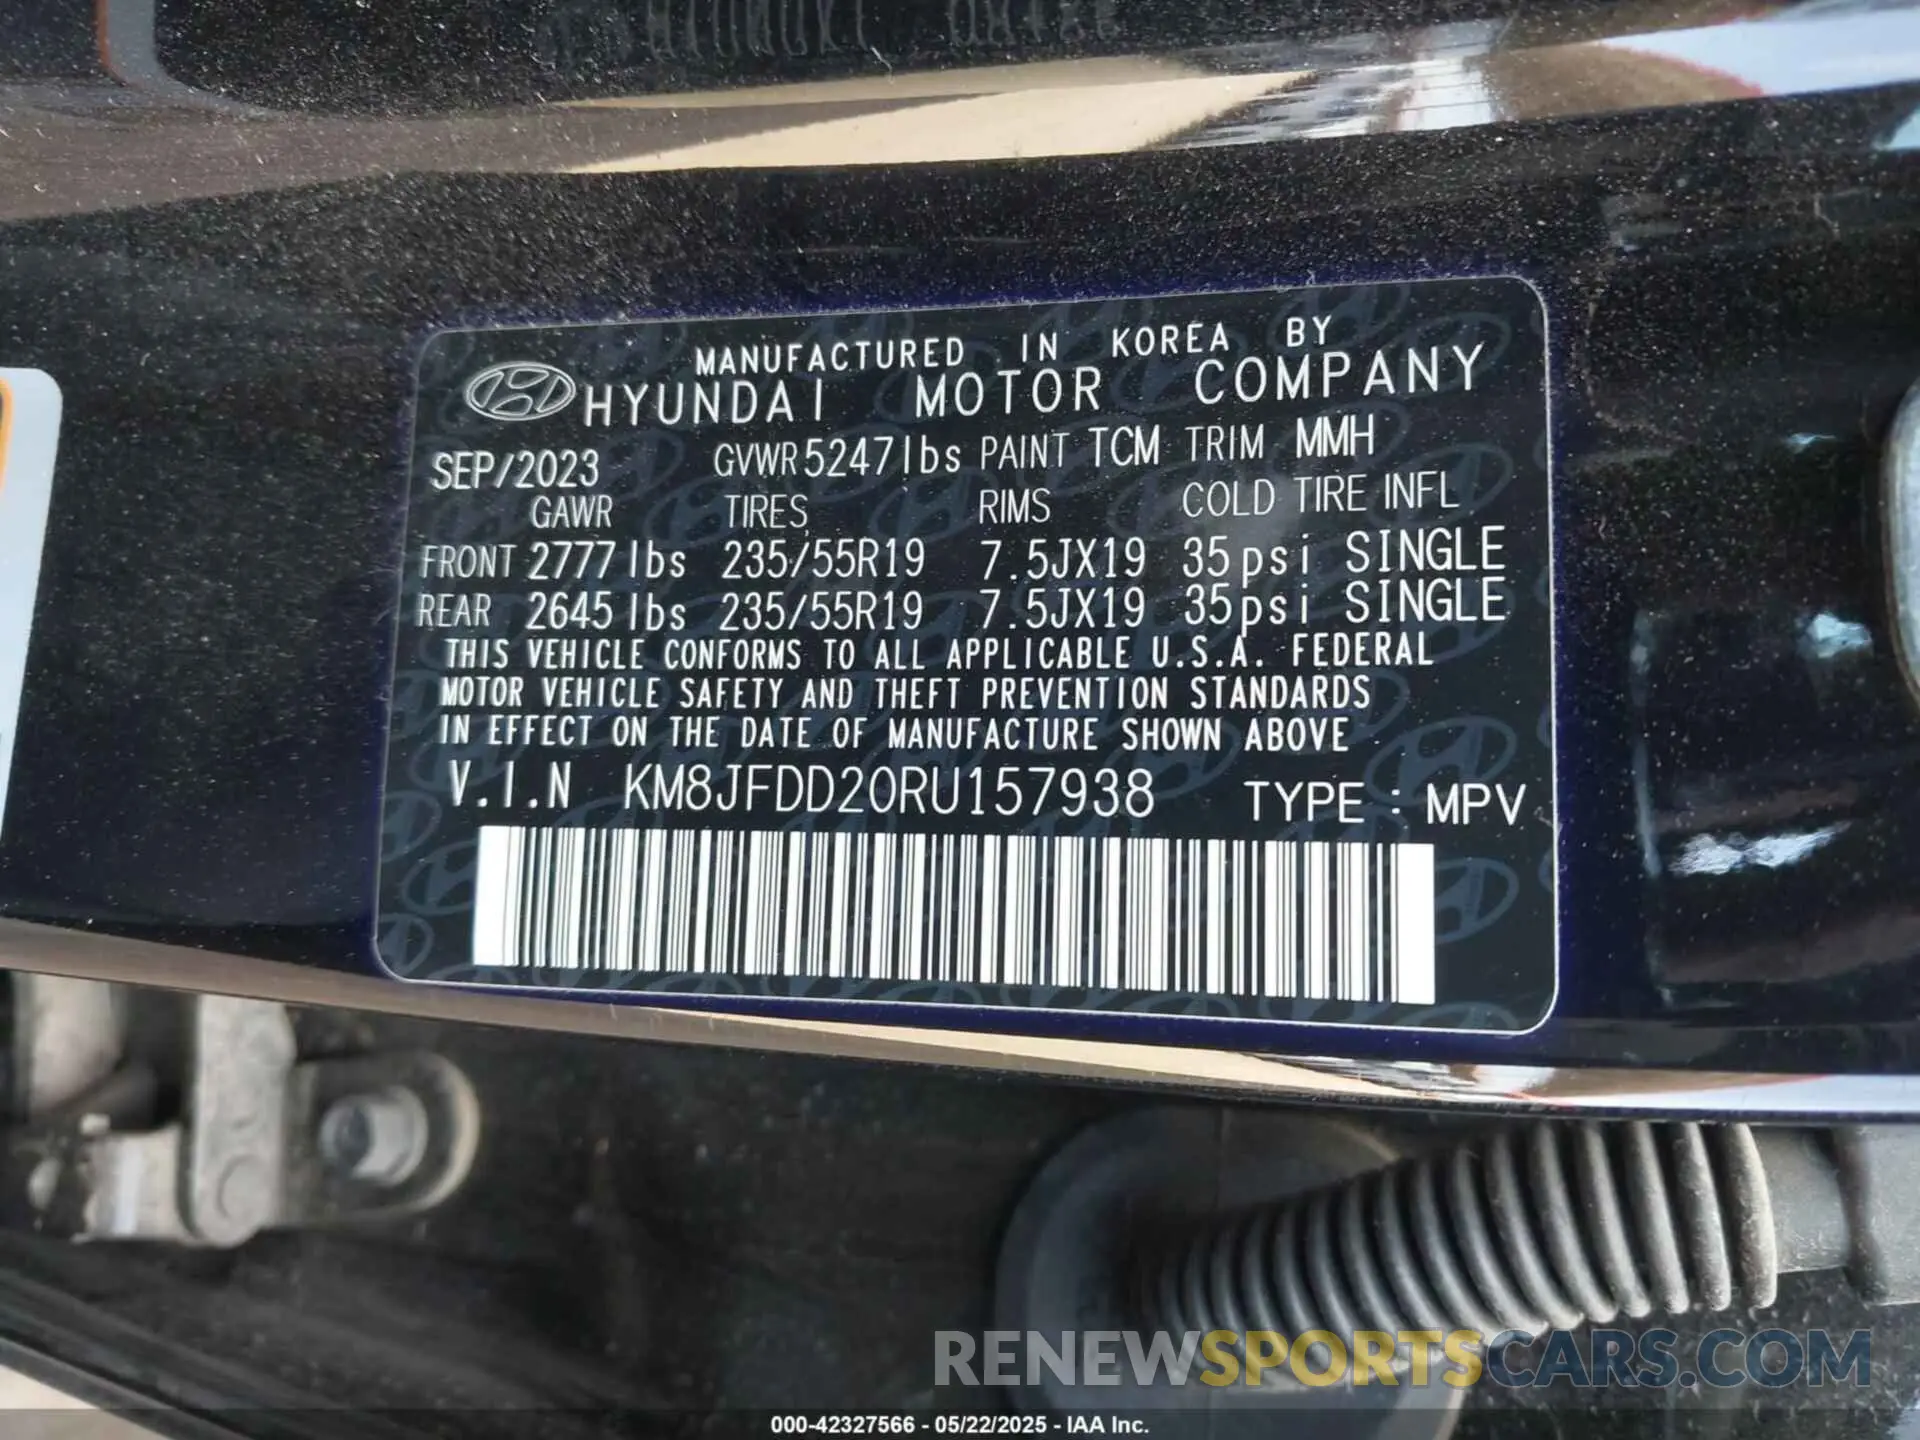 MANUFACTURED IN KOREA BY
HYUNDAI MOTOR COMPANY
SEP/2023 GVWR 5247lbs PAINT TCM TRIM MMH
GAWR TIRES RIMS COLD TIRE INFL
FRONT 2777lbs 235/55R19 7.5JX19 35psi SINGLE
REAR 2645lbs 235/55R19 7.5JX19 35psi SINGLE
THIS VEHICLE CONFORMS TO ALL APPLICABLE U.S.A. FEDERAL
MOTOR VEHICLE SAFETY AND THEFT PREVENTION STANDARDS
IN EFFECT ON THE DATE OF MANUFACTURE SHOWN ABOVE
V.I.N KM8JFDD20RU157938 TYPE : MPV
RENEWSPORTSCARS.COM
000-42327566 - 05/22/2025 - IAA Inc.